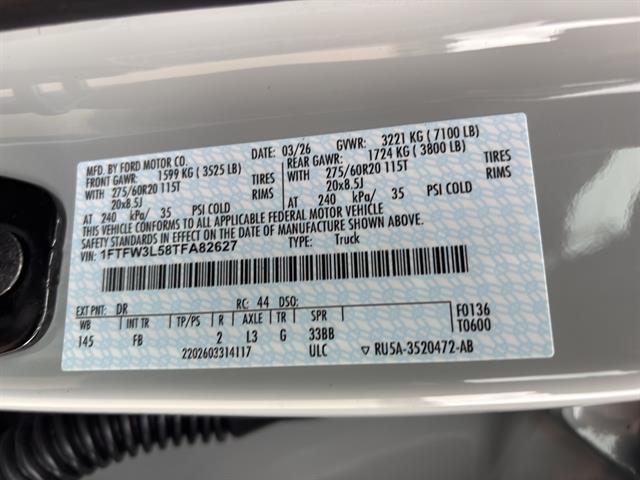 MFD. BY FORD MOTOR CO.
DATE: 03/26 GVWR: 3221 KG ( 7100 LB)
FRONT GAWR: 1599 KG ( 3525 LB)
REAR GAWR: 1724 KG ( 3800 LB)
WITH 275/60R20 115T TIRES
WITH 275/60R20 115T TIRES
20x8.5J RIMS
20x8.5J RIMS
AT 240 kPa/ 35 PSI COLD
AT 240 kPa/ 35 PSI COLD
THIS VEHICLE CONFORMS TO ALL APPLICABLE FEDERAL MOTOR VEHICLE
SAFETY AND THEFT PREVENTION STANDARDS IN EFFECT ON THE DATE OF MANUFACTURE SHOWN ABOVE.
VIN: 1FTFW3L58TFA82627
TYPE: Truck
EXT PNT: DR RC: 44 DSO:
WB INT TR TP/PS R AXLE TR SPR
145 FB 2 L3 G 33BB
F0136
T0600
2202603314117 ULC ▽ RU5A-3520472-AB